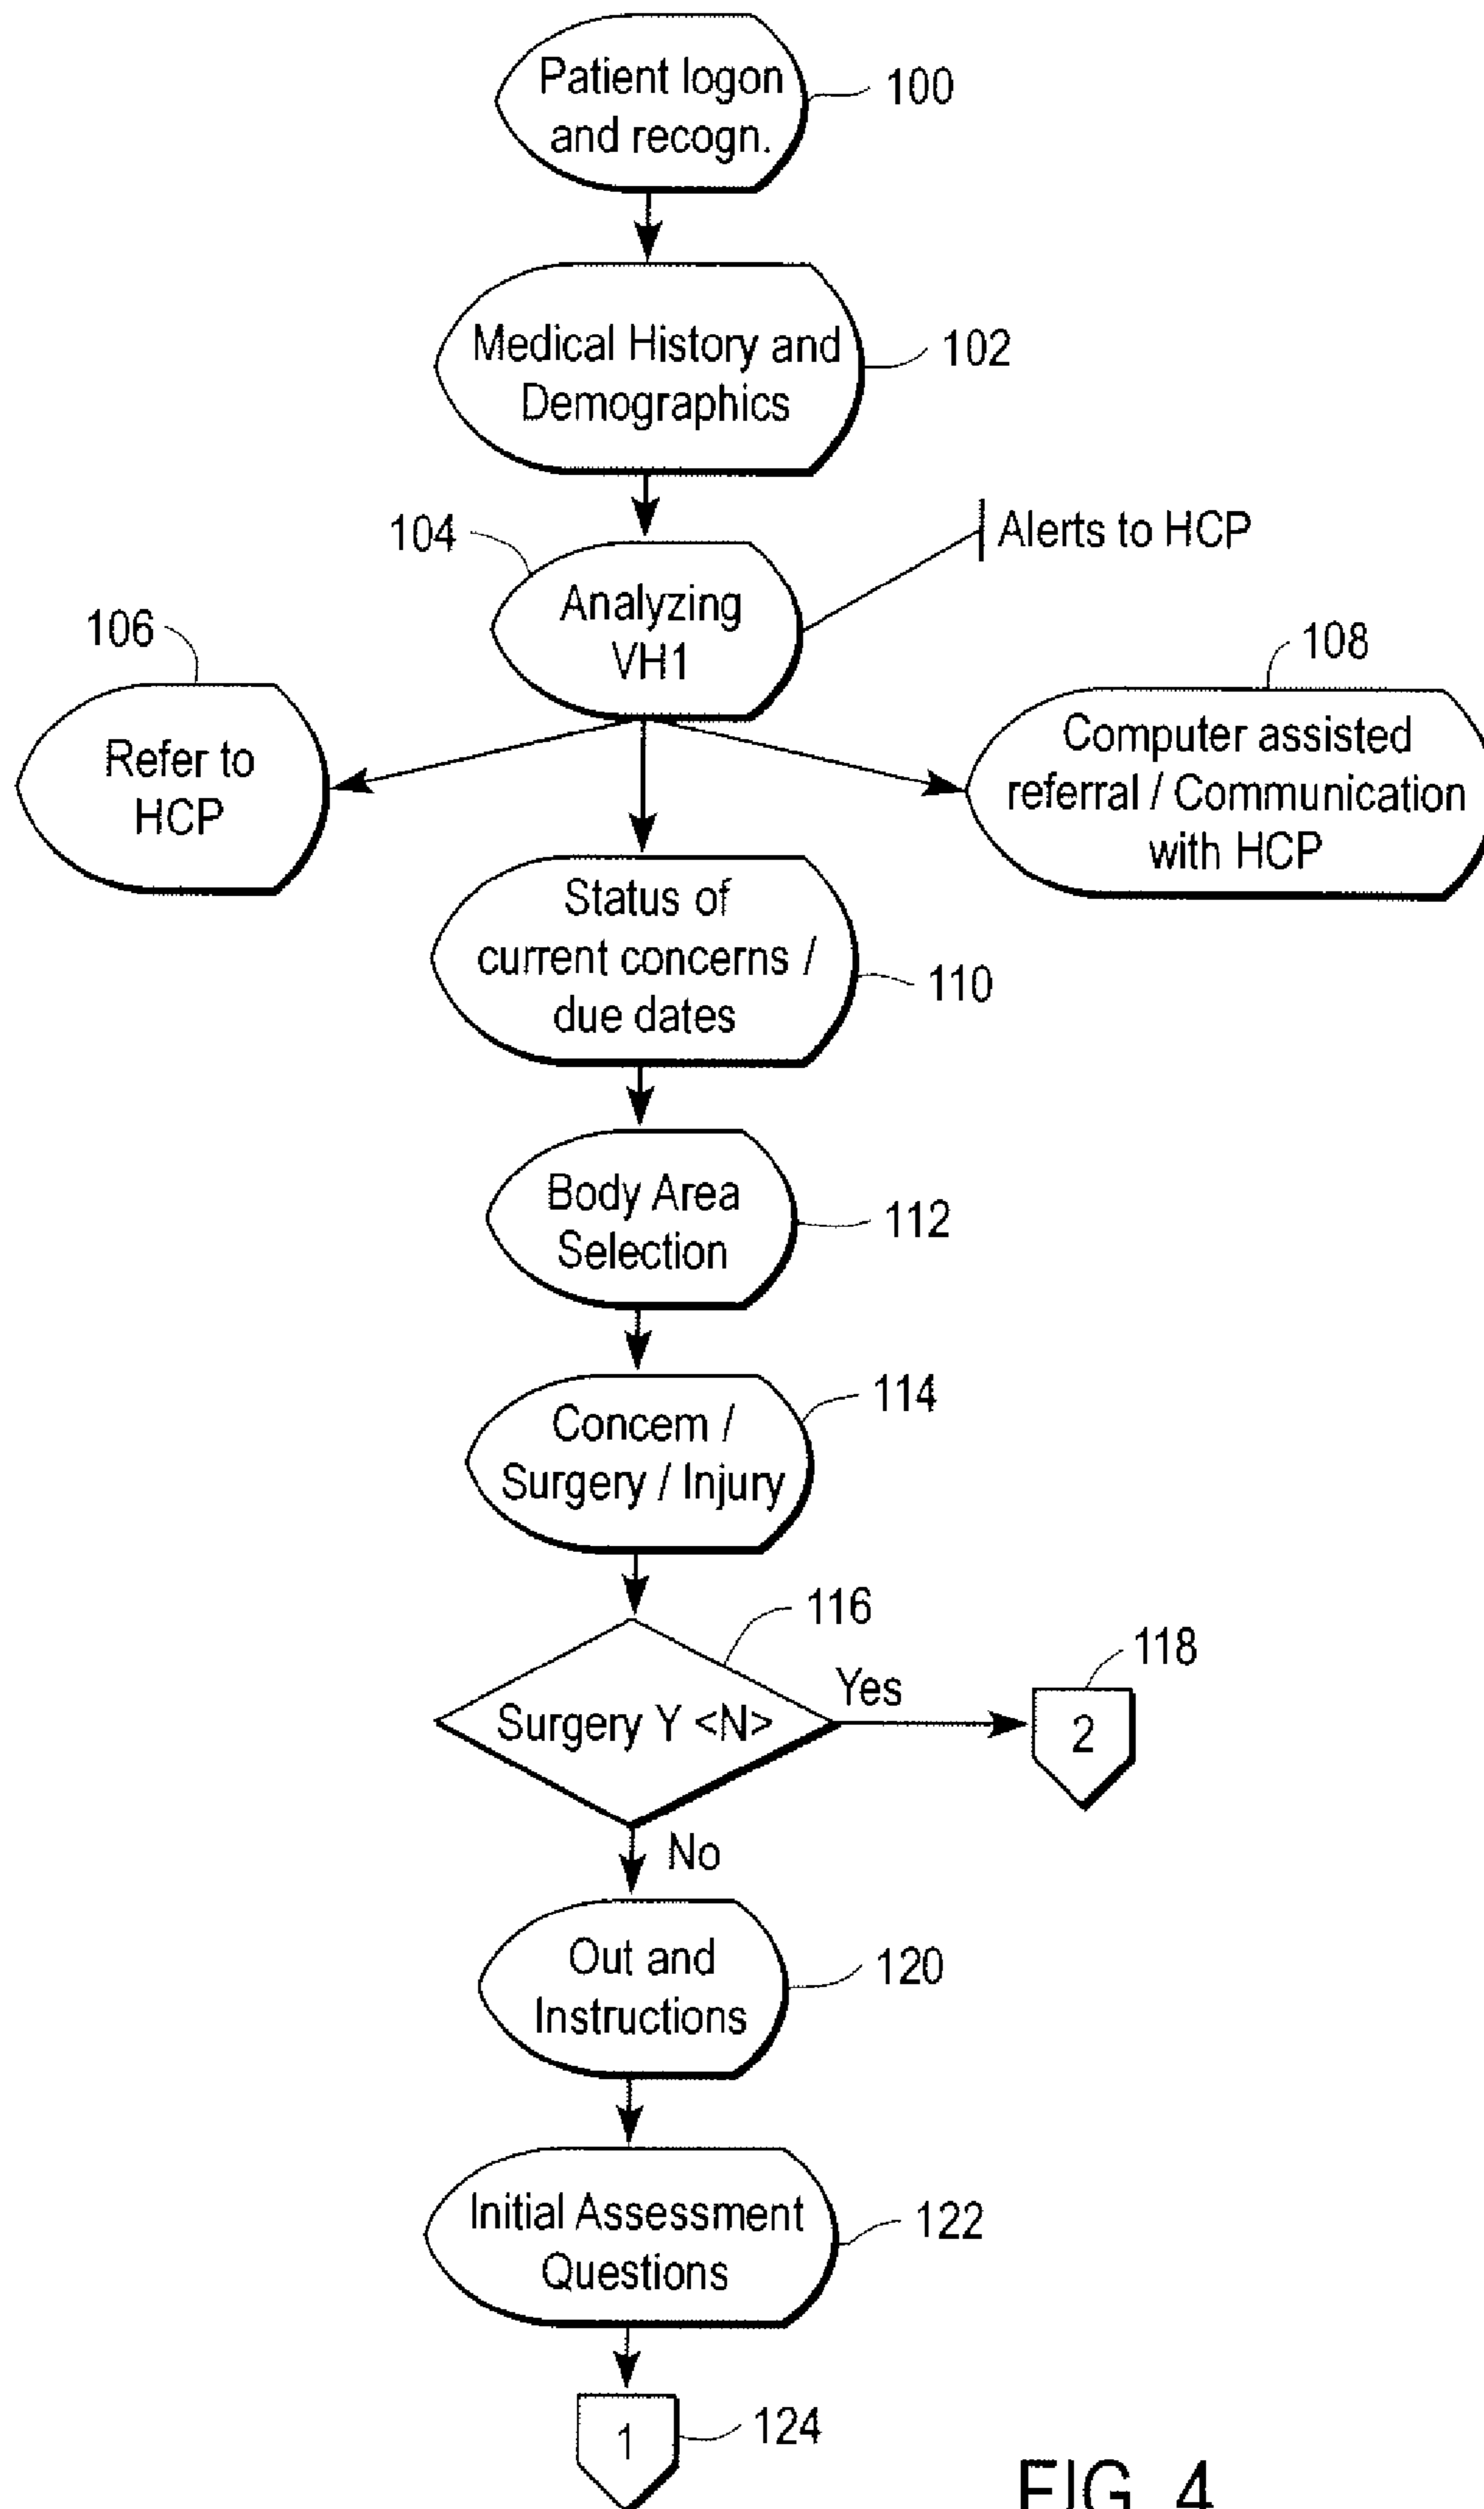 Patient logon
and recogn.
100
Medical History and
Demographics
102
104
Analyzing
VH1
Alerts to HCP
106
Refer to
HCP
108
Computer assisted
referral / Communication
with HCP
Status of
current concerns /
due dates
110
Body Area
Selection
112
Concem /
Surgery / Injury
114
116
Surgery Y <N>
Yes
118
2
No
Out and
Instructions
120
Initial Assessment
Questions
122
1
124
FIG. 4